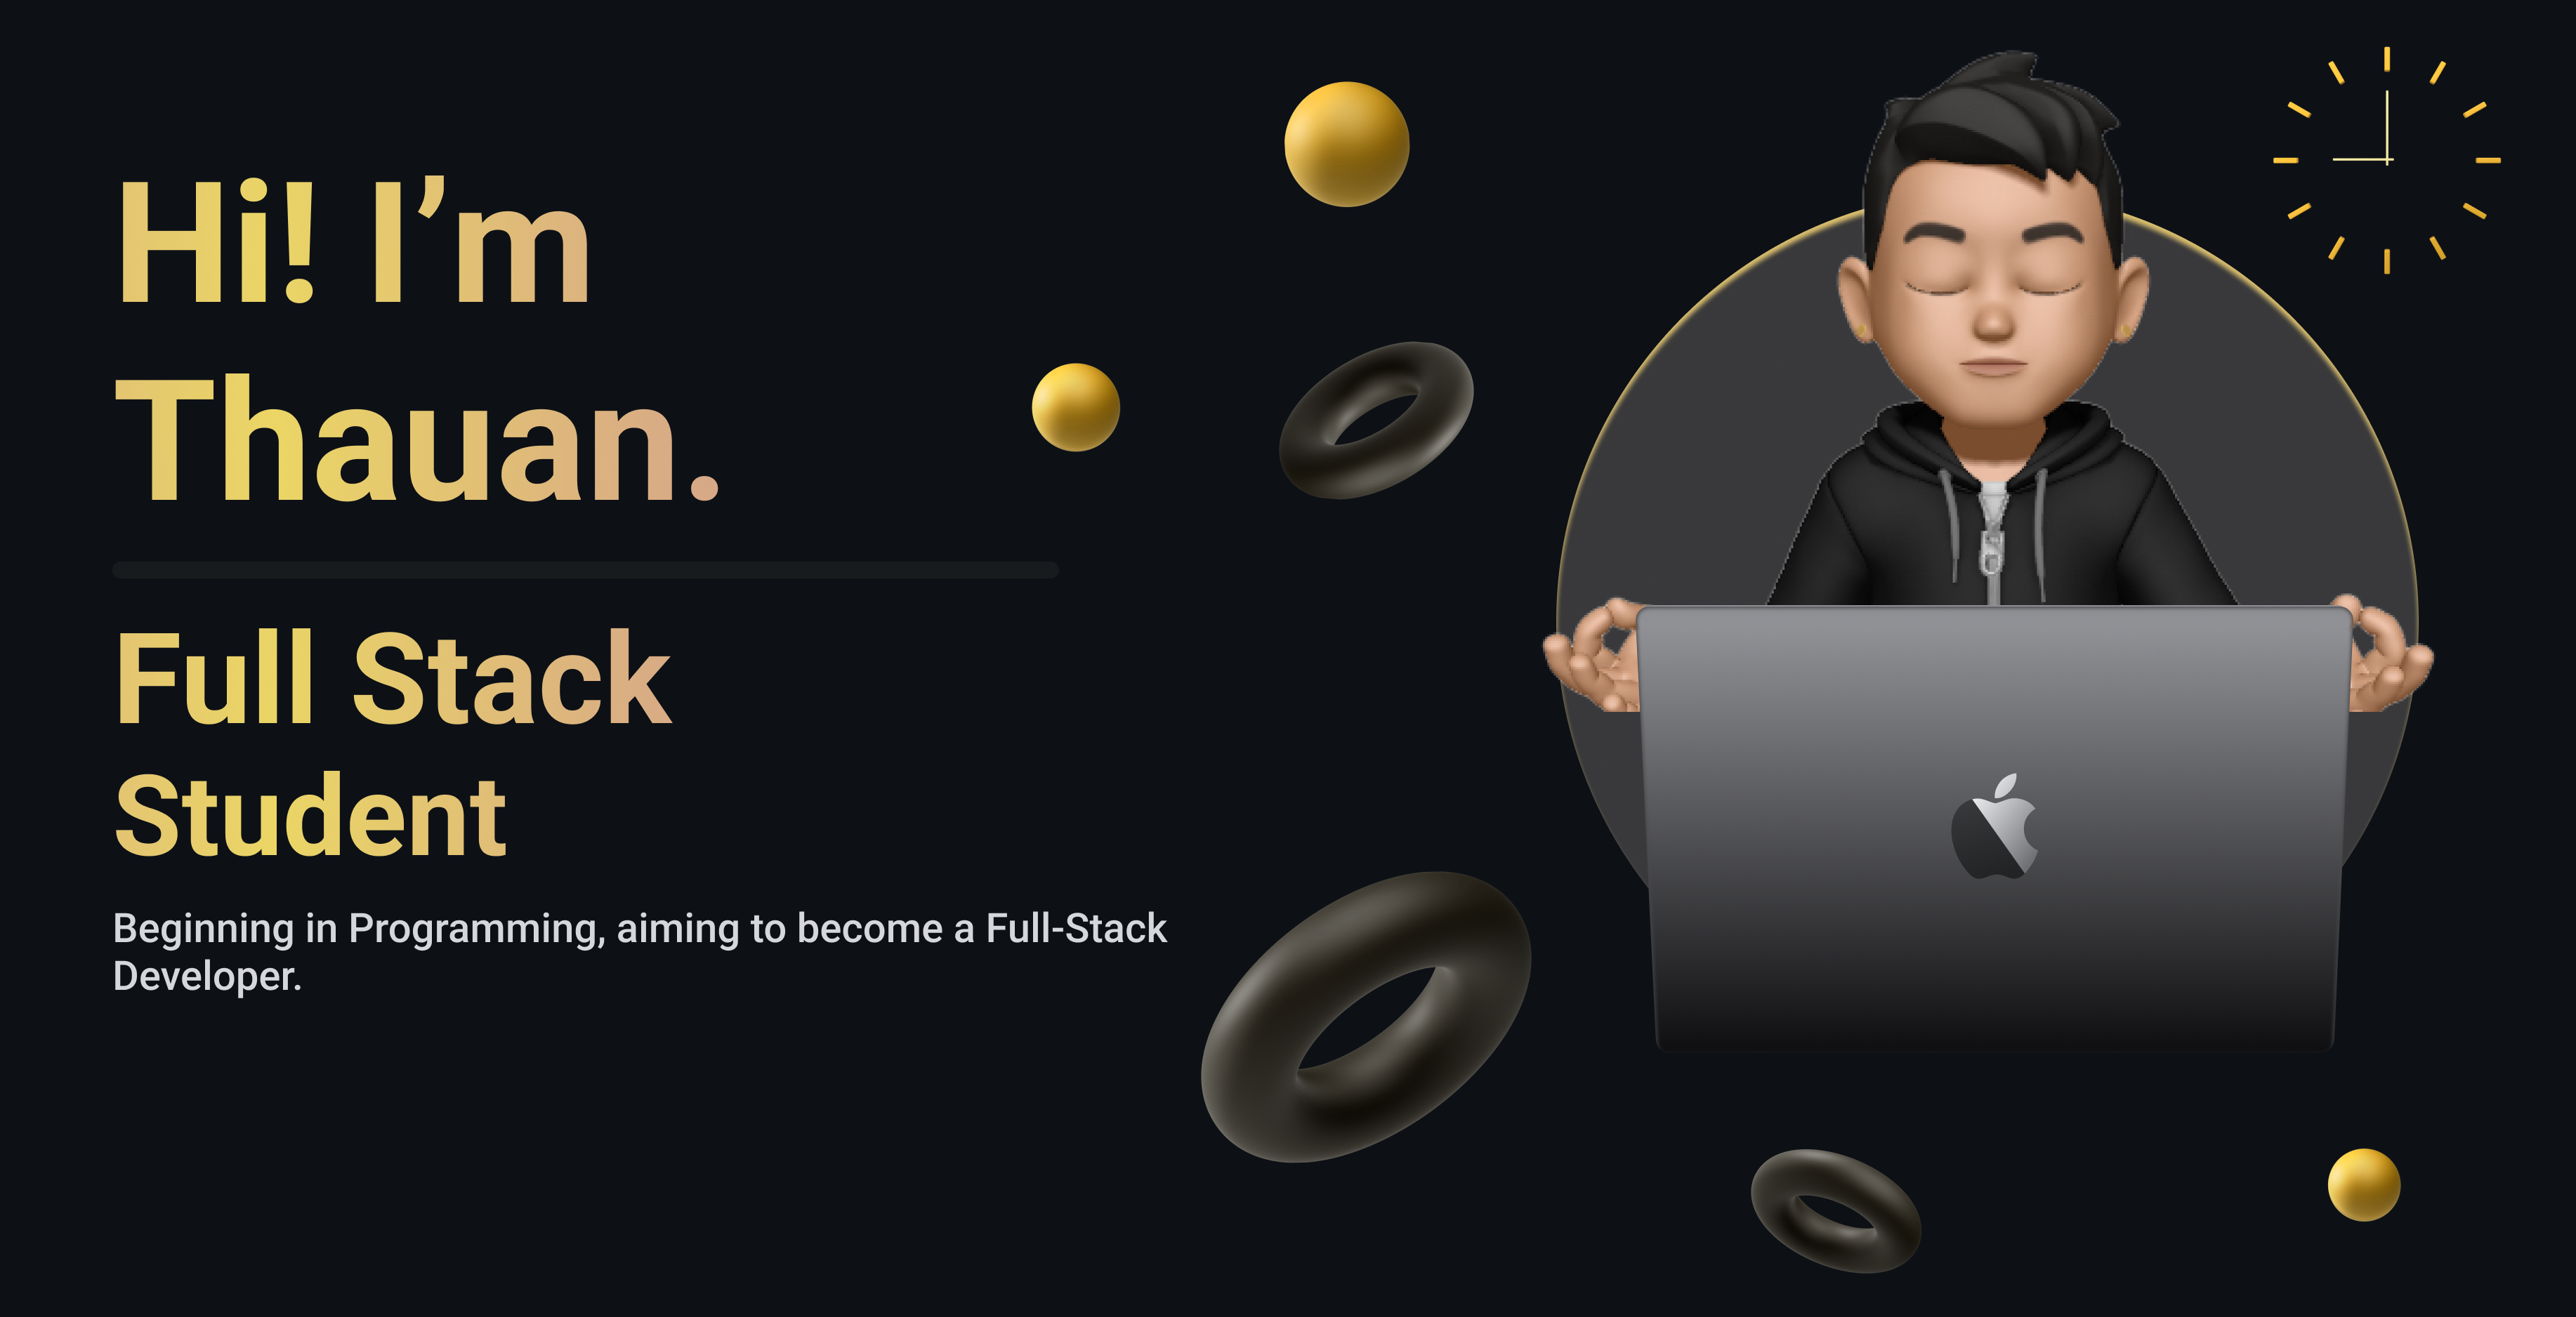 Hi! I’m
Thauan.
Full Stack
Student
Beginning in Programming, aiming to become a Full-Stack
Developer.